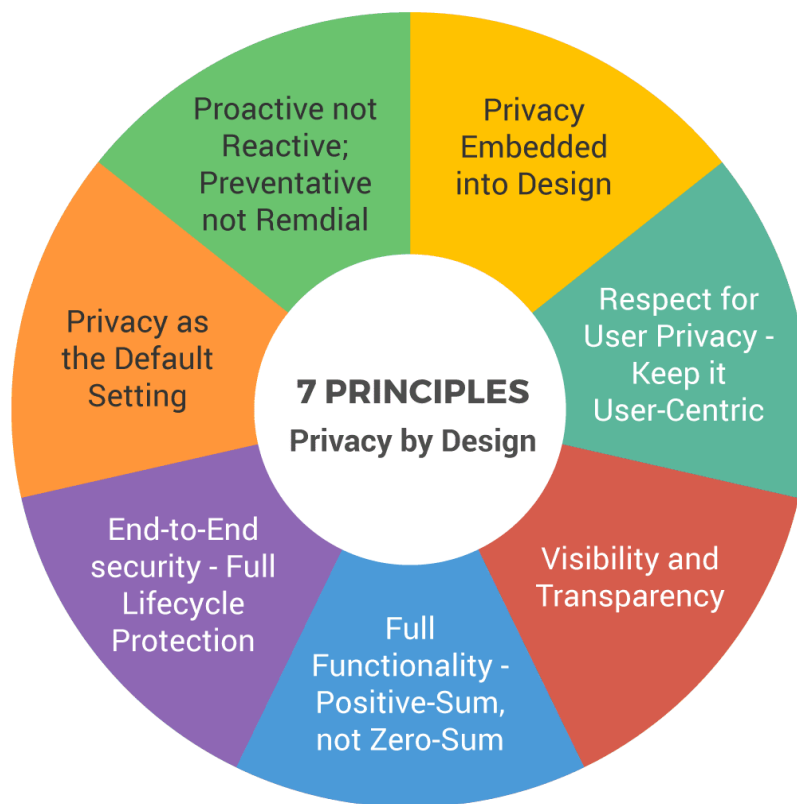 Proactive not
Reactive;
Preventative
not Remdial
Privacy
Embedded
into Design
Respect for
User Privacy -
Keep it
User-Centric
Visibility and
Transparency
Full
Functionality -
Positive-Sum,
not Zero-Sum
End-to-End
security - Full
Lifecycle
Protection
Privacy as
the Default
Setting
7 PRINCIPLES
Privacy by Design